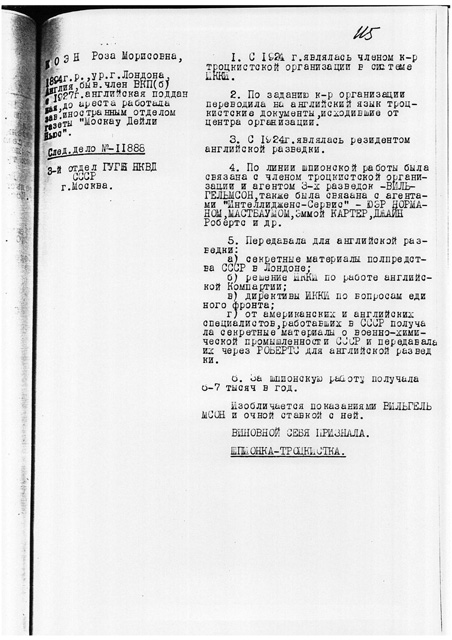 115
КОЭН Роза Морисовна,
1894г.р., ур.г.Лондона,
Англия, быв.член ВКП(б)
с 1927г.английская поддан
ная, до ареста работала
зав.иностранным отделом
газеты "Москау Дейли
Ньюс".
След.дело №-11888
3-й отдел ГУГБ НКВД
СССР
г.Москва.
1. С 1924 г.являлась членом к-р
троцкистской организации в системе
ИККИ.
2. По заданию к-р организации
переводила на английский язык троц-
кистские документы, исходившие от
центра организации.
3. С 1924г.являлась резидентом
английской разведки.
4. По линии шпионской работы была
связана с членом троцкистской органи-
зации и агентом 3-х разведок -ВИЛЬ-
ГЕЛЬМСОН, также была связана с агента-
ми "Интеллидженс-Сервис" - ЮЭР НОРМА-
НОМ, МАСТБАУМОМ, Эммой КАРТЕР, ДЖАЙН
Робертс и др.
5. Передавала для английской раз-
ведки:
а) секретные материалы полпредст-
ва СССР в Лондоне;
б) решение ИККИ по работе английс-
кой Компартии;
в) директивы ИККИ по вопросам еди
ного фронта;
г) от американских и английских
специалистов, работавших в СССР получа
ла секретные материалы о военно-хими-
ческой промышленности СССР и передавала
их через РОБЕРТС для английской развед
ки.
6. За шпионскую работу получала
6-7 тысяч в год.
Изобличается показаниями ВИЛЬГЕЛЬ
МСОН и очной ставкой с ней.
ВИНОВНОЙ СЕБЯ ПРИЗНАЛА.
ШПИОНКА-ТРОЦКИСТКА.